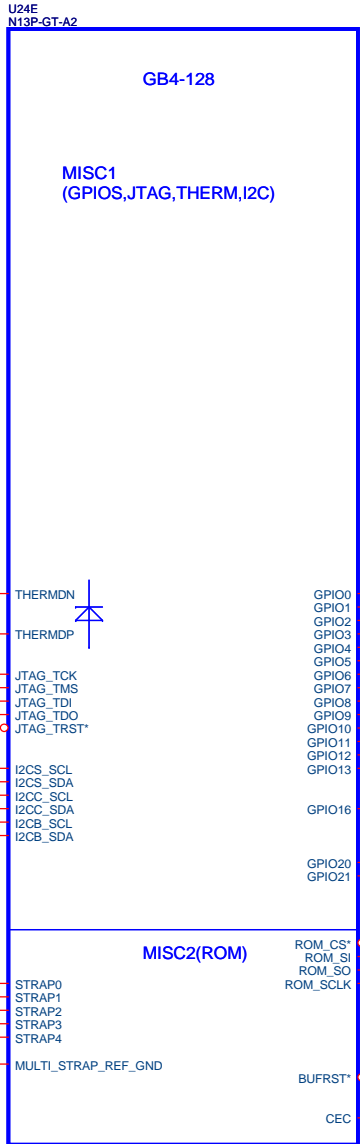 U24E
N13P-GT-A2
GB4-128
MISC1
(GPIOS,JTAG,THERM,I2C)
THERMDN
THERMDP
JTAG_TCK
JTAG_TMS
JTAG_TDI
JTAG_TDO
JTAG_TRST*
I2CS_SCL
I2CS_SDA
I2CC_SCL
I2CC_SDA
I2CB_SCL
I2CB_SDA
GPIO0
GPIO1
GPIO2
GPIO3
GPIO4
GPIO5
GPIO6
GPIO7
GPIO8
GPIO9
GPIO10
GPIO11
GPIO12
GPIO13
GPIO16
GPIO20
GPIO21
MISC2(ROM)
STRAP0
STRAP1
STRAP2
STRAP3
STRAP4
MULTI_STRAP_REF_GND
ROM_CS*
ROM_SI
ROM_SO
ROM_SCLK
BUFRST*
CEC